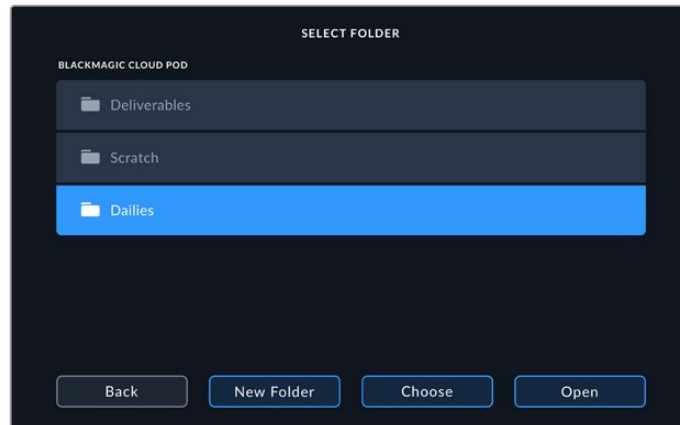 SELECT FOLDER
BLACKMAGIC CLOUD POD
Deliverables
Scratch
Dailies
Back New Folder Choose Open